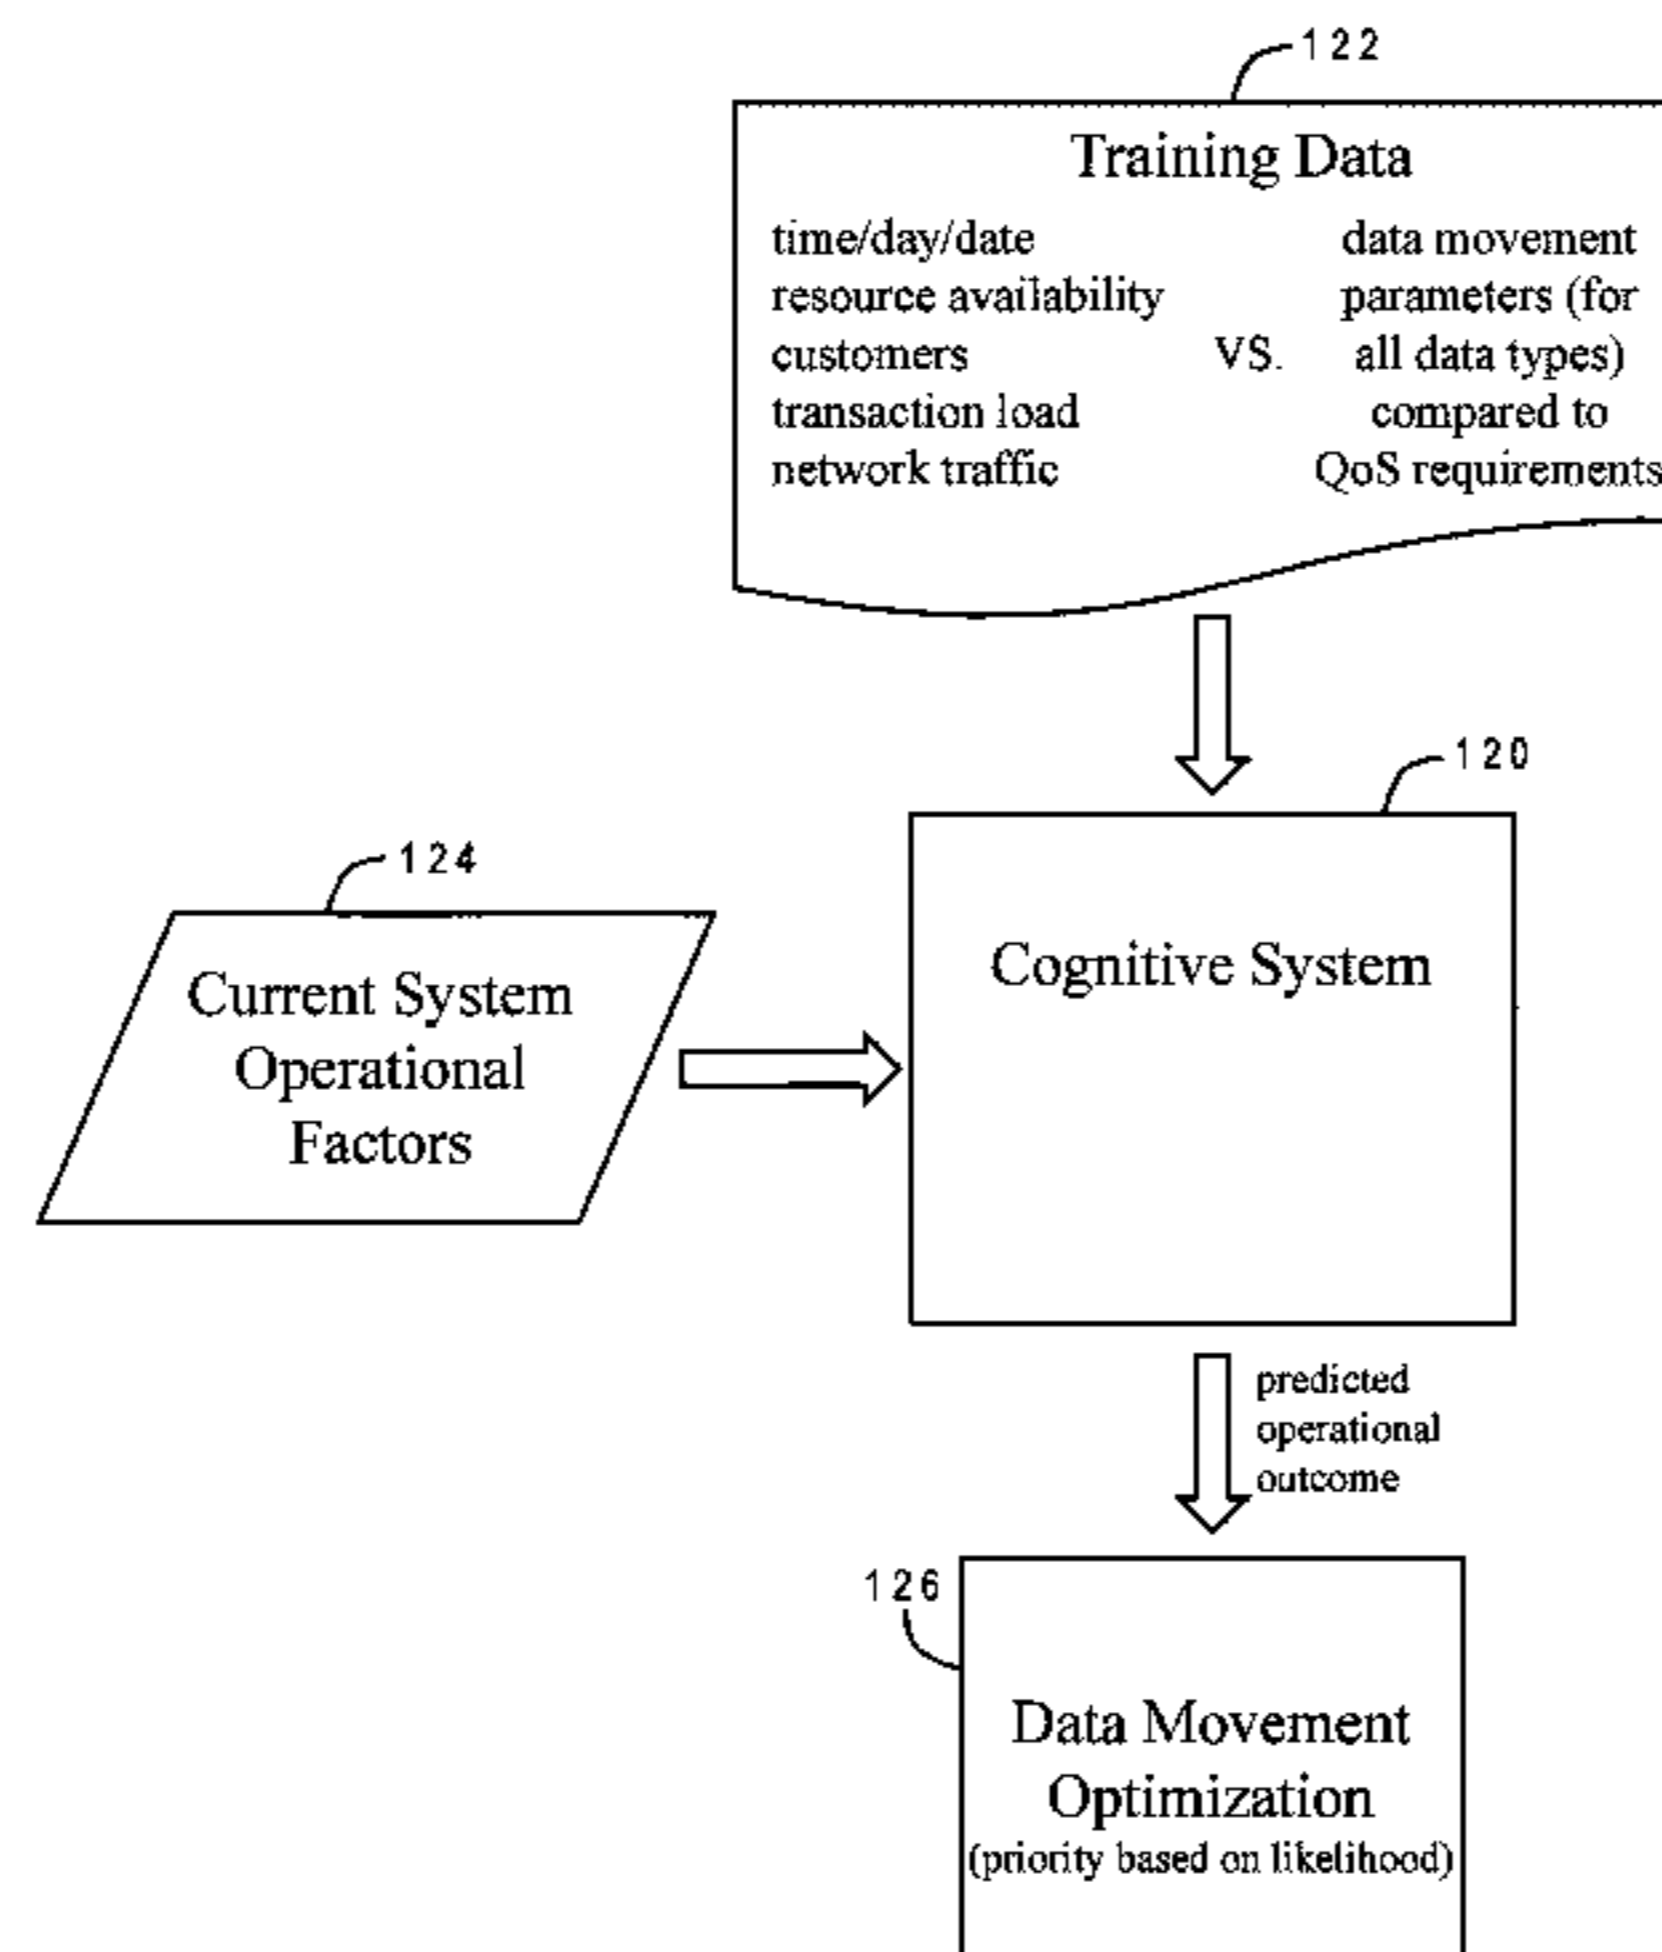 122
Training Data
time/day/date
resource availability
customers
transaction load
network traffic
VS.
data movement
parameters (for
all data types)
compared to
QoS requirements
120
124
Current System
Operational
Factors
Cognitive System
predicted
operational
outcome
126
Data Movement
Optimization
(priority based on likelihood)